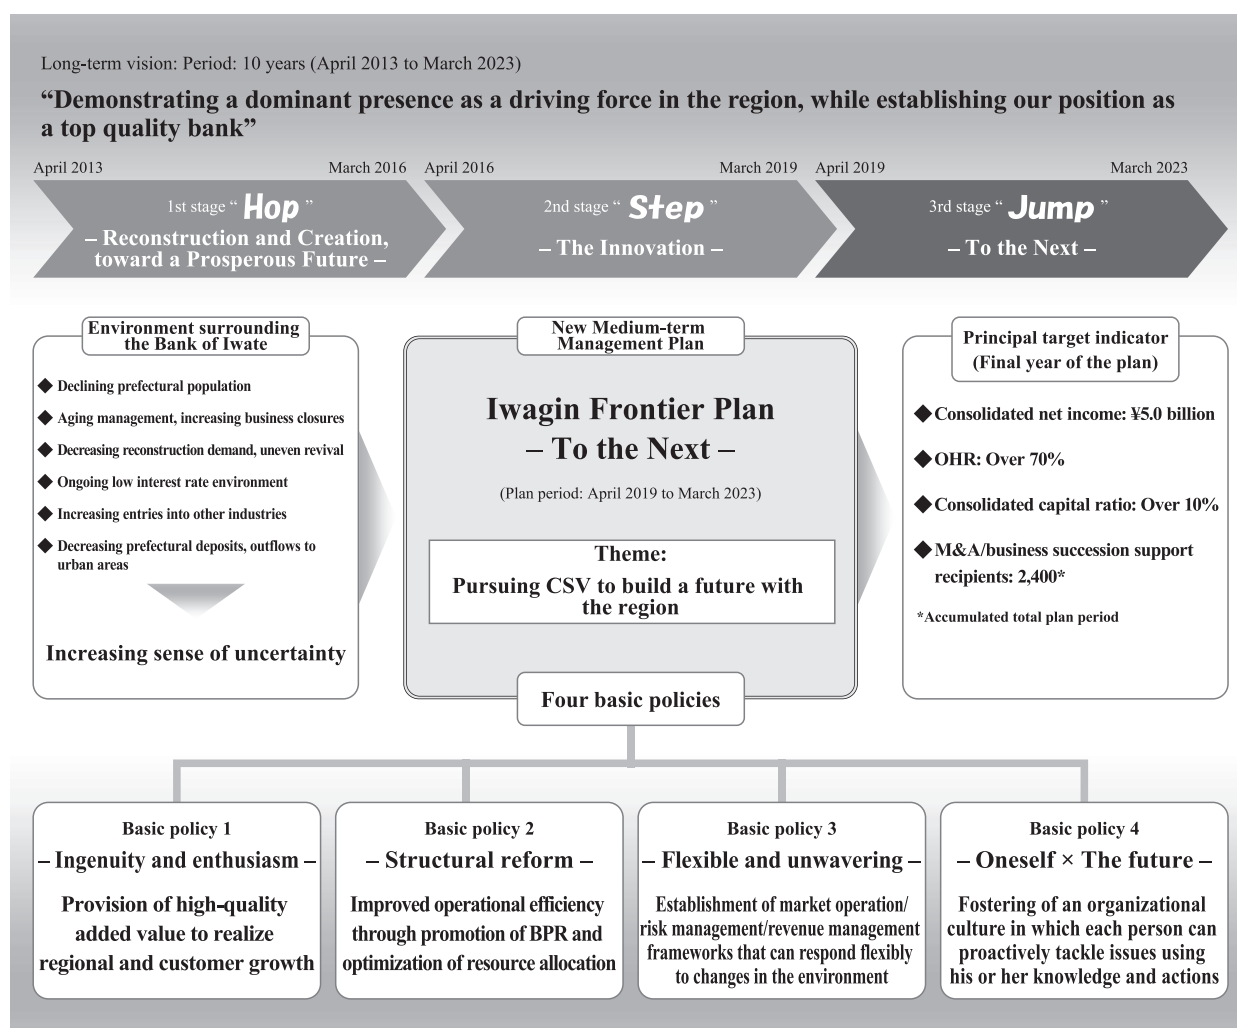 Long-term vision: Period: 10 years (April 2013 to March 2023)
“Demonstrating a dominant presence as a driving force in the region, while establishing our position as
a top quality bank”
April 2013
March 2016
April 2016
March 2019
April 2019
March 2023
1st stage “ Hop ”
– Reconstruction and Creation,
toward a Prosperous Future –
2nd stage “ Step ”
– The Innovation –
3rd stage “ Jump ”
– To the Next –
Environment surrounding
the Bank of Iwate
◆ Declining prefectural population
◆ Aging management, increasing business closures
◆ Decreasing reconstruction demand, uneven revival
◆ Ongoing low interest rate environment
◆ Increasing entries into other industries
◆ Decreasing prefectural deposits, outflows to
urban areas
Increasing sense of uncertainty
New Medium-term
Management Plan
Iwagin Frontier Plan
– To the Next –
(Plan period: April 2019 to March 2023)
Theme:
Pursuing CSV to build a future with
the region
Principal target indicator
(Final year of the plan)
◆ Consolidated net income: ¥5.0 billion
◆ OHR: Over 70%
◆ Consolidated capital ratio: Over 10%
◆ M&A/business succession support
recipients: 2,400*
*Accumulated total plan period
Four basic policies
Basic policy 1
– Ingenuity and enthusiasm –
Provision of high-quality
added value to realize
regional and customer growth
Basic policy 2
– Structural reform –
Improved operational efficiency
through promotion of BPR and
optimization of resource allocation
Basic policy 3
– Flexible and unwavering –
Establishment of market operation/
risk management/revenue management
frameworks that can respond flexibly
to changes in the environment
Basic policy 4
– Oneself × The future –
Fostering of an organizational
culture in which each person can
proactively tackle issues using
his or her knowledge and actions